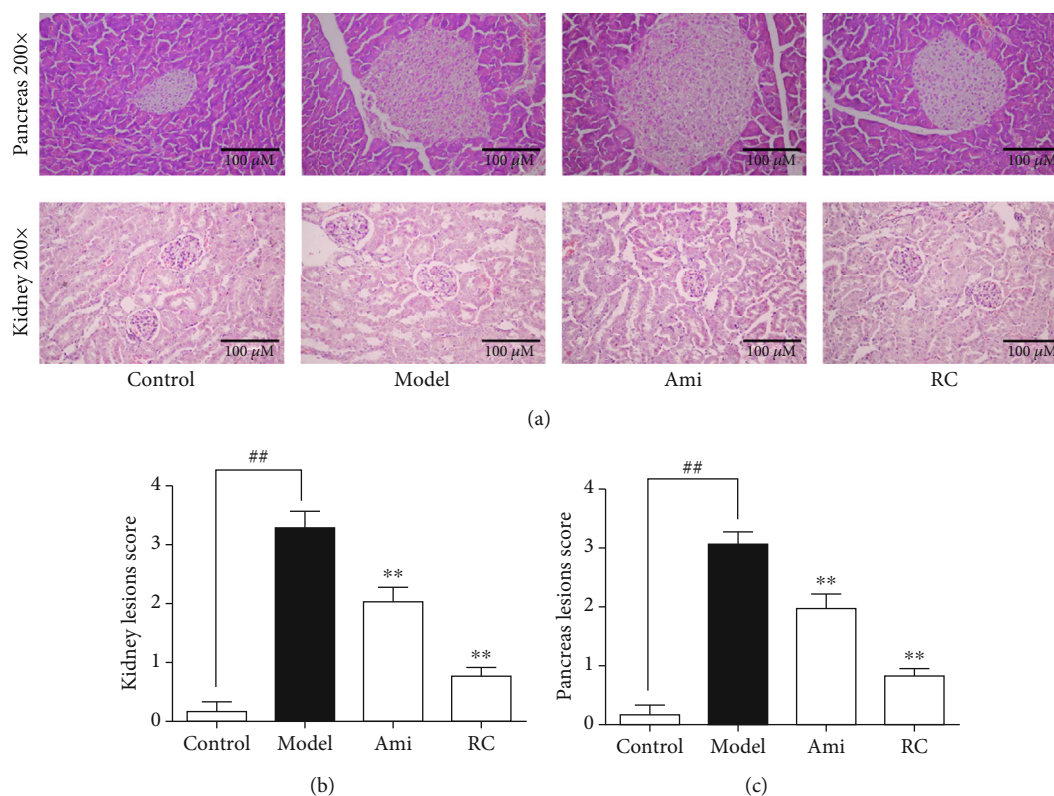 Pancreas 200×
100 μM
100 μM
100 μM
100 μM
Kidney 200×
100 μM
100 μM
100 μM
100 μM
Control Model Ami RC
(a)
##
Kidney lesions score
4
3
2
1
0
**
**
Control Model Ami RC
(b)
##
Pancreas lesions score
4
3
2
1
0
**
**
Control Model Ami RC
(c)